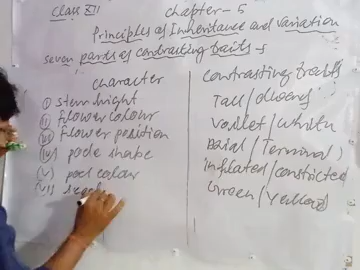 Class XII
chapter-5
Principles of Inheritance and Variation
seven pairs of contrasting traits -
Character
Contrasting traits
(i) stem hight
Tall / dwarf
(ii) flower colour
Voilet / White
(iii) flower position
Axial / Terminal
(iv) pode shape
Inflated / constricted
(v) pod colour
Green / Yellow
(vi) seed